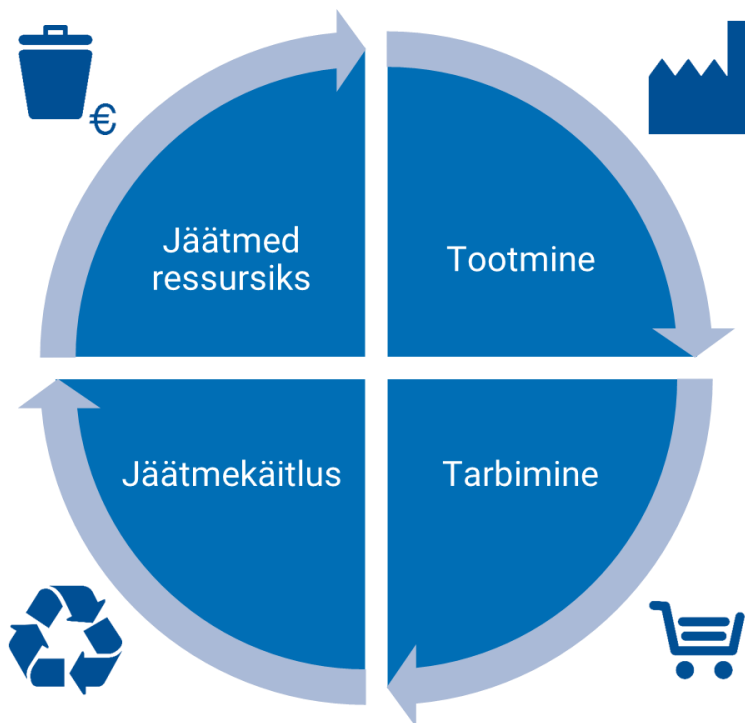 €
Jäätmed
ressursiks
Tootmine
Jäätmekäitlus
Tarbimine